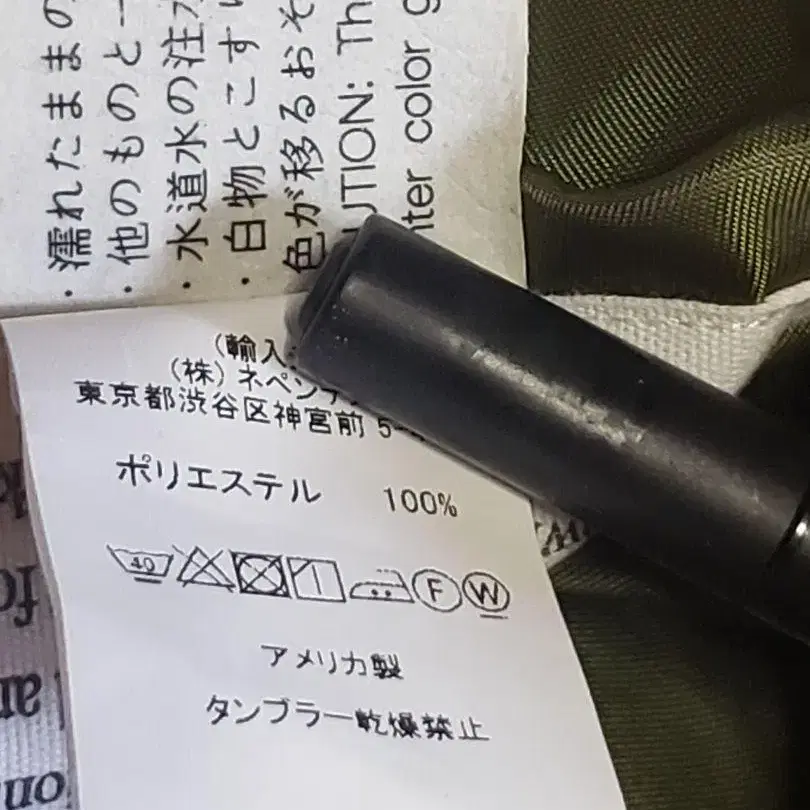 ・濡れたままの
・他のものと一
・水道水の注
・白物とこす
色が移るおそ
UTION: Th
ter color g
(輸入
(株)ネペンテ
東京都渋谷区神宮前 5-
ポリエステル 100%
40 F W
アメリカ製
タンブラー乾燥禁止
for